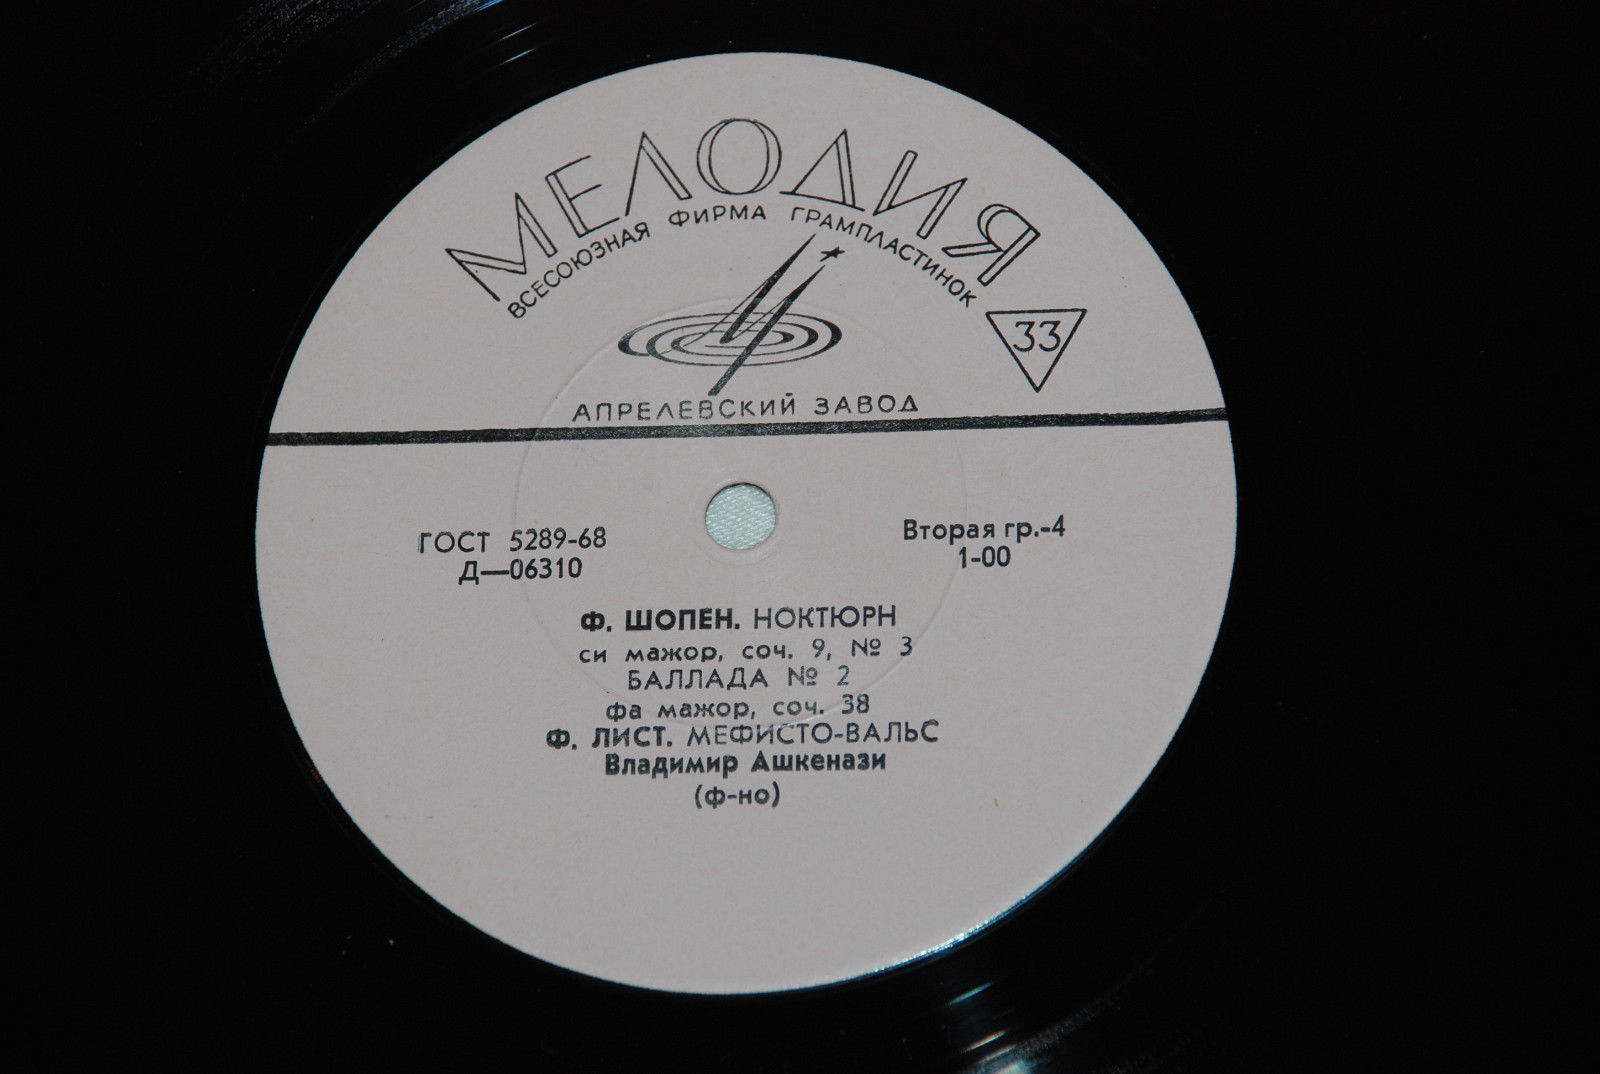 МЕЛОДИЯ
ВСЕСОЮЗНАЯ ФИРМА ГРАМПЛАСТИНОК
33
АПРЕЛЕВСКИЙ ЗАВОД
ГОСТ 5289-68
Д—06310
Вторая гр.-4
1-00
Ф. ШОПЕН. НОКТЮРН
си мажор, соч. 9, № 3
БАЛЛАДА № 2
фа мажор, соч. 38
Ф. ЛИСТ. МЕФИСТО-ВАЛЬС
Владимир Ашкенази
(ф-но)